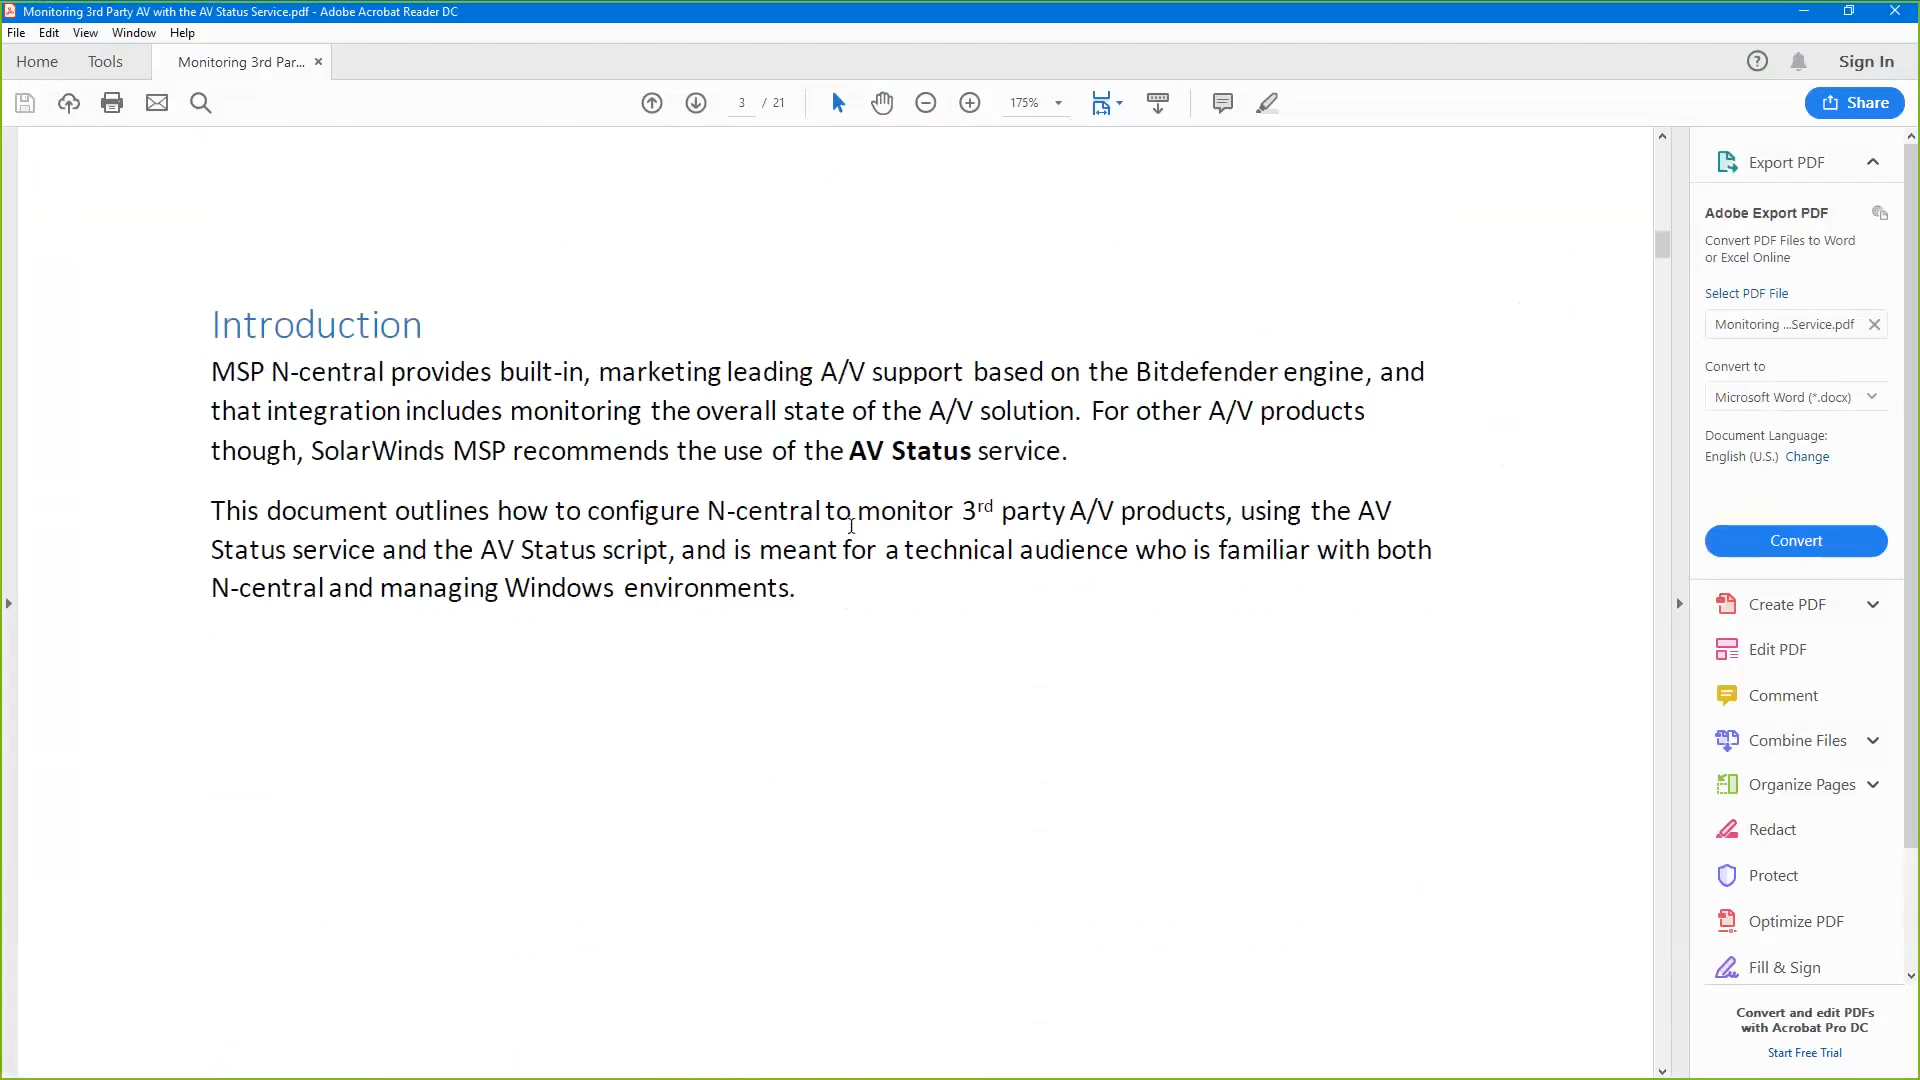 Monitoring 3rd Party AV with the AV Status Service.pdf - Adobe Acrobat Reader DC
File Edit View Window Help
Home Tools Monitoring 3rd Par... × Sign In
3 / 21 175% Share
Introduction
MSP N-central provides built-in, marketing leading A/V support based on the Bitdefender engine, and
that integration includes monitoring the overall state of the A/V solution. For other A/V products
though, SolarWinds MSP recommends the use of the AV Status service.
This document outlines how to configure N-central to monitor 3rd party A/V products, using the AV
Status service and the AV Status script, and is meant for a technical audience who is familiar with both
N-central and managing Windows environments.
Export PDF
Adobe Export PDF
Convert PDF Files to Word
or Excel Online
Select PDF File
Monitoring ...Service.pdf
Convert to
Microsoft Word (*.docx)
Document Language:
English (U.S.) Change
Convert
Create PDF
Edit PDF
Comment
Combine Files
Organize Pages
Redact
Protect
Optimize PDF
Fill & Sign
Convert and edit PDFs
with Acrobat Pro DC
Start Free Trial